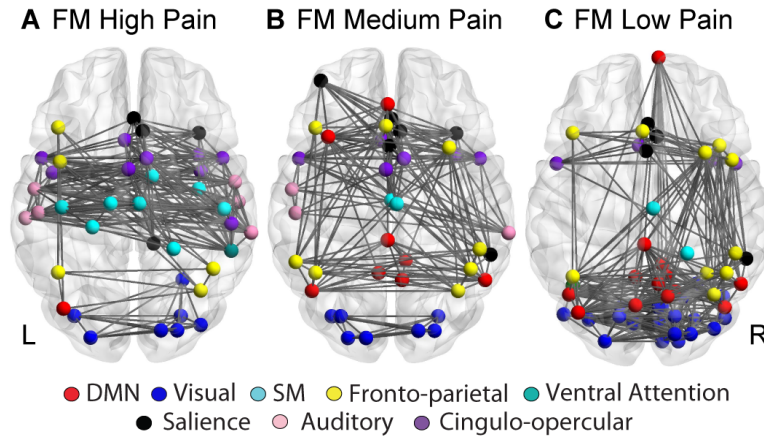 A FM High Pain B FM Medium Pain C FM Low Pain
L R
DMN Visual SM Fronto-parietal Ventral Attention
Salience Auditory Cingulo-opercular